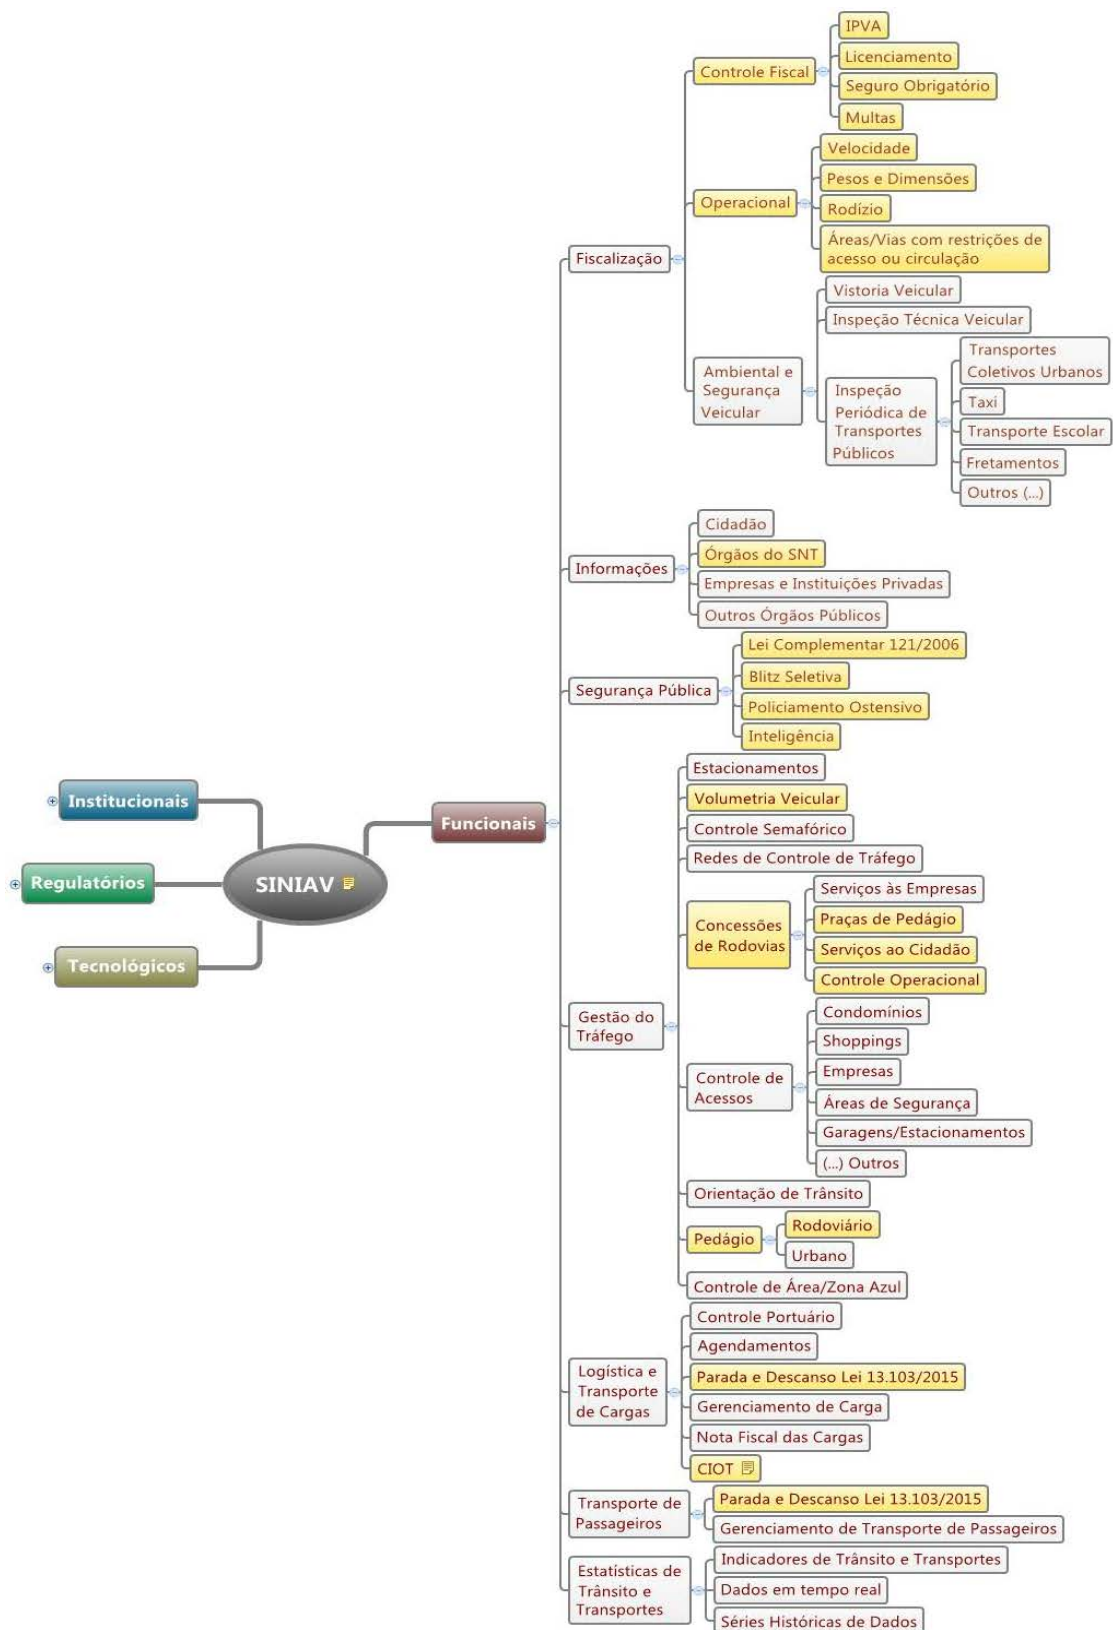 IPVA
Licenciamento
Controle Fiscal
Seguro Obrigatório
Multas
Velocidade
Pesos e Dimensões
Operacional
Rodízio
Áreas/Vias com restrições de
acesso ou circulação
Fiscalização
Vistoria Veicular
Inspeção Técnica Veicular
Ambiental e
Segurança
Veicular
Inspeção
Periódica de
Transportes
Públicos
Transportes
Coletivos Urbanos
Taxi
Transporte Escolar
Fretamentos
Outros (...)
Informações
Cidadão
Órgãos do SNT
Empresas e Instituições Privadas
Outros Órgãos Públicos
Segurança Pública
Lei Complementar 121/2006
Blitz Seletiva
Policiamento Ostensivo
Inteligência
Institucionais
Regulatórios
Tecnológicos
SINIAV
Funcionais
Gestão do
Tráfego
Estacionamentos
Volumetria Veicular
Controle Semafórico
Redes de Controle de Tráfego
Concessões
de Rodovias
Serviços às Empresas
Praças de Pedágio
Serviços ao Cidadão
Controle Operacional
Controle de
Acessos
Condomínios
Shoppings
Empresas
Áreas de Segurança
Garagens/Estacionamentos
(...) Outros
Orientação de Trânsito
Pedágio
Rodoviário
Urbano
Controle de Área/Zona Azul
Logística e
Transporte
de Cargas
Controle Portuário
Agendamentos
Parada e Descanso Lei 13.103/2015
Gerenciamento de Carga
Nota Fiscal das Cargas
CIOT
Transporte de
Passageiros
Parada e Descanso Lei 13.103/2015
Gerenciamento de Transporte de Passageiros
Estatísticas de
Trânsito e
Transportes
Indicadores de Trânsito e Transportes
Dados em tempo real
Séries Históricas de Dados